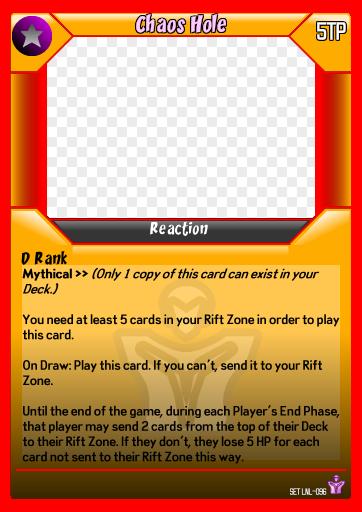 Chaos Hole
5TP
Reaction
D Rank
Mythical >> (Only 1 copy of this card can exist in your
Deck.)
You need at least 5 cards in your Rift Zone in order to play
this card.
On Draw: Play this card. If you can't, send it to your Rift
Zone.
Until the end of the game, during each Player's End Phase,
that player may send 2 cards from the top of their Deck
to their Rift Zone. If they don't, they lose 5 HP for each
card not sent to their Rift Zone this way.
SET LNL-096